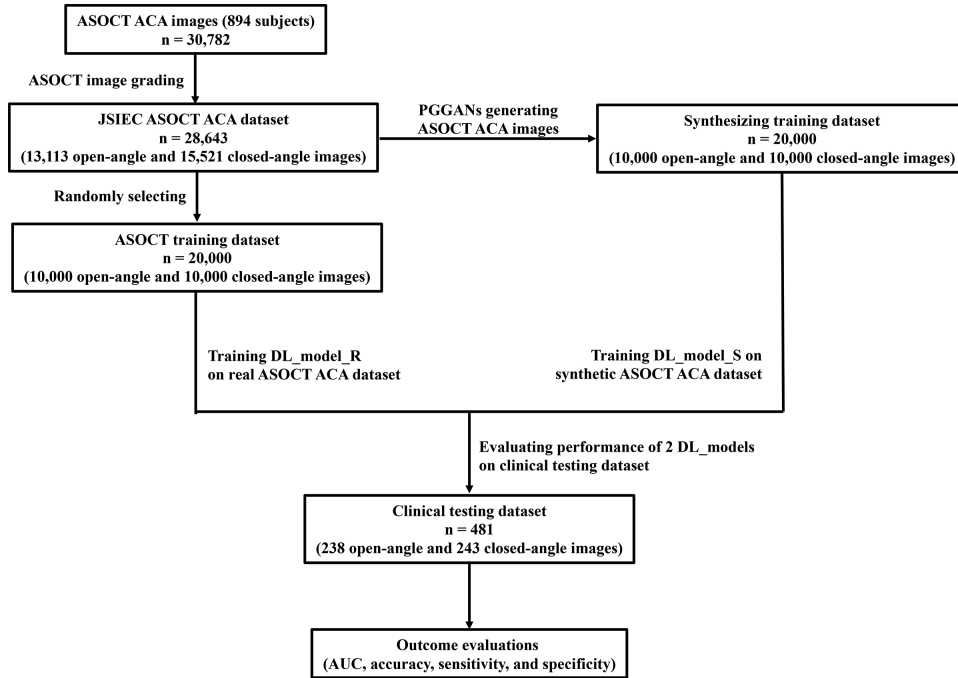 ASOCT ACA images (894 subjects)
n = 30,782
ASOCT image grading
JSIEC ASOCT ACA dataset
n = 28,643
(13,113 open-angle and 15,521 closed-angle images)
PGGANs generating
ASOCT ACA images
Synthesizing training dataset
n = 20,000
(10,000 open-angle and 10,000 closed-angle images)
Randomly selecting
ASOCT training dataset
n = 20,000
(10,000 open-angle and 10,000 closed-angle images)
Training DL_model_R
on real ASOCT ACA dataset
Training DL_model_S on
synthetic ASOCT ACA dataset
Evaluating performance of 2 DL_models
on clinical testing dataset
Clinical testing dataset
n = 481
(238 open-angle and 243 closed-angle images)
Outcome evaluations
(AUC, accuracy, sensitivity, and specificity)